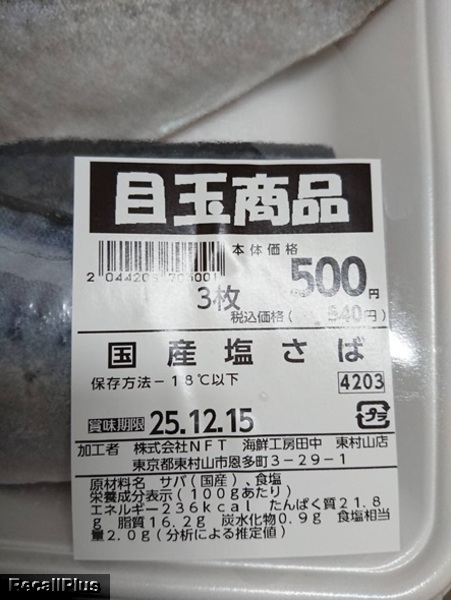 目玉商品
本体価格
500円
3枚
税込価格( 540円)
国産塩さば
保存方法-18℃以下
4203
賞味期限 25.12.15
プラ
加工者 株式会社NFT 海鮮工房田中 東村山店
東京都東村山市恩多町3-29-1
原材料名 サバ(国産)、食塩
栄養成分表示(100gあたり)
エネルギー236kcal たんぱく質21.8
g 脂質16.2g 炭水化物0.9g 食塩相当
量2.0g(分析による推定値)
RecallPlus